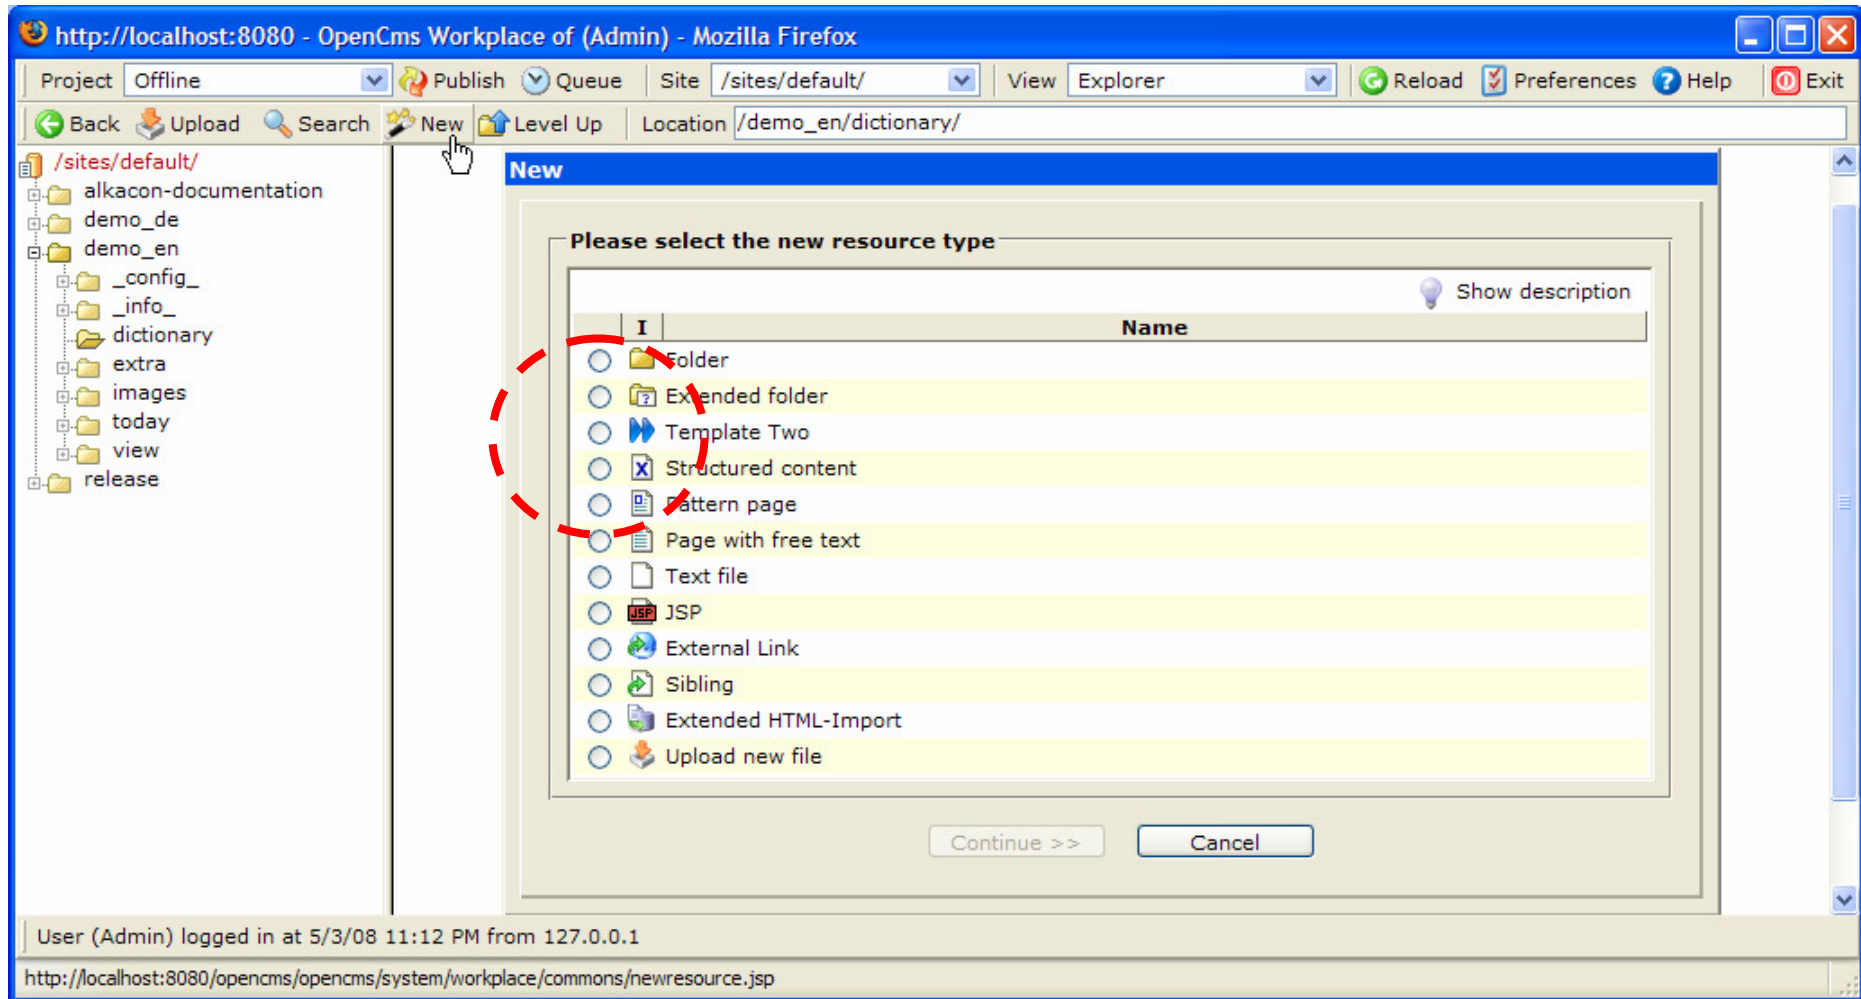 http://localhost:8080 - OpenCms Workplace of (Admin) - Mozilla Firefox
Project Offline Publish Queue Site /sites/default/ View Explorer Reload Preferences Help Exit
Back Upload Search New Level Up Location /demo_en/dictionary/
/sites/default/
alkacon-documentation
demo_de
demo_en
_config_
_info_
dictionary
extra
images
today
view
release
New
Please select the new resource type
Show description
I Name
Folder
Extended folder
Template Two
Structured content
Pattern page
Page with free text
Text file
JSP JSP
External Link
Sibling
Extended HTML-Import
Upload new file
Continue >> Cancel
User (Admin) logged in at 5/3/08 11:12 PM from 127.0.0.1
http://localhost:8080/opencms/opencms/system/workplace/commons/newresource.jsp